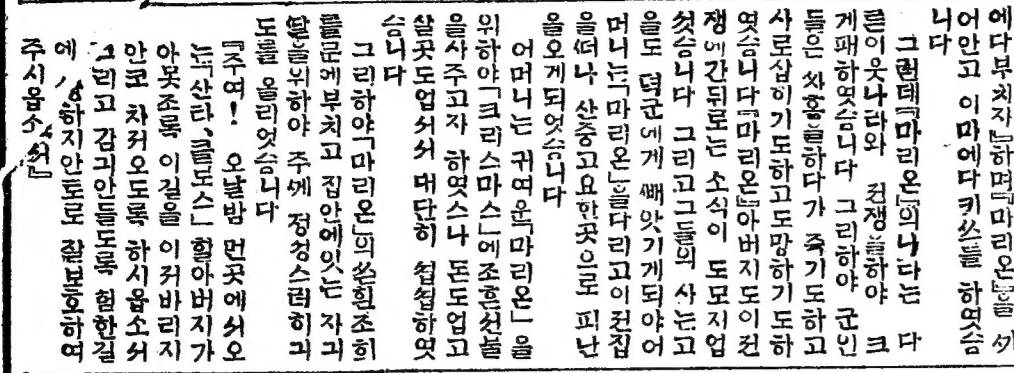 에다부치자』하며『마리온』을 ᄭᅧ
어안고 이마에다키쓰를 하엿슴
니다
그런데『마리온』의나라는 다
른이웃나라와 전쟁을하야 크
게패하엿슴니다 그리하야 군인
들은 싸홈을하다가 죽기도하고
사로잡히기도하고도망하기도하
엿슴니다『마리온』아버지도이전
쟁에간뒤로는 소식이 도모지업
섯슴니다 그리고그들의 사는고
을도 덕군에게 빼앗기게되야어
머니는『마리온』을다리고이전집
을떠나 산중고요한곳으로 피난
을오게되엇슴니다
어머니는 귀여운『마리온』을
위하야『크리스마스』에조흔선물
을사주고자 하엿스나 돈도업고
살곳도업서서 대단히 섭섭하엿
슴니다
그리하야『마리온』의쓴흰조희
를문에부치고 집안에잇는 자긔
딸을위하야 주ᄭᅦ 정성스럽히긔
도를 올리엇슴니다
『주여! 오날밤 먼곳에서오
는『산타,클로스』할아버지가
아못조록 이길을 이저바리지
안코 차저오도록 하시옵소서
그리고 감긔안들도록 험한길
에 상하지안토로 잘보호하여
주시옵소서』